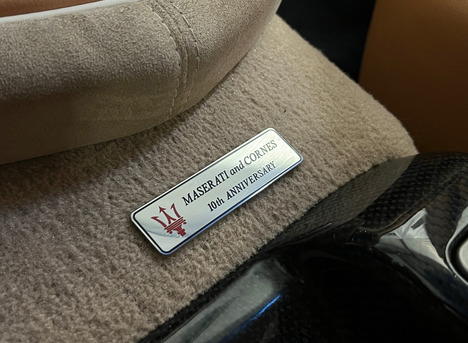 MASERATI and CORNES
10th ANNIVERSARY